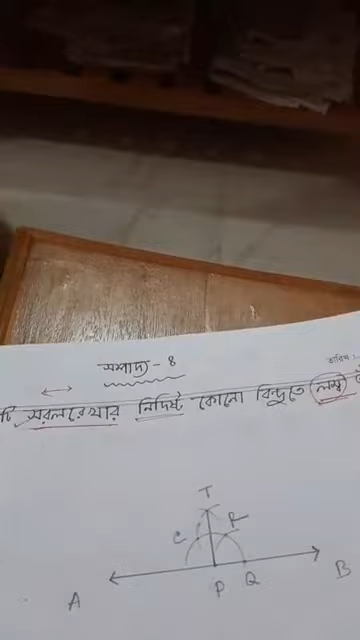 সম্পাদ্য - ৪
তারিখ :
টি সরলরেখার নির্দিষ্ট কোনো বিন্দুতে লম্ব
T
C R
A P Q B